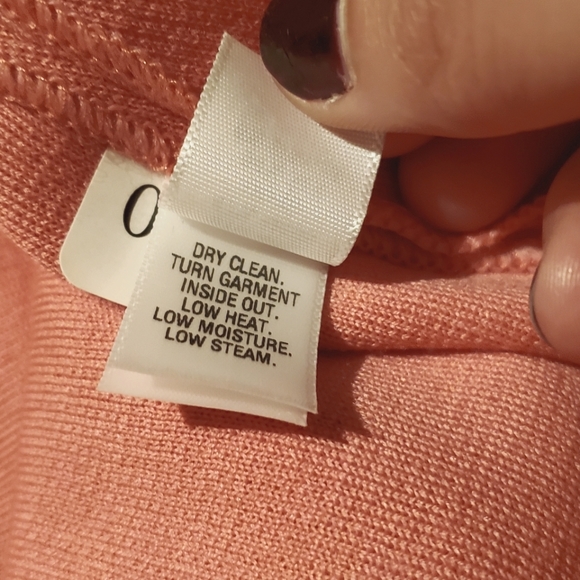 0
DRY CLEAN.
TURN GARMENT
INSIDE OUT.
LOW HEAT.
LOW MOISTURE.
LOW STEAM.